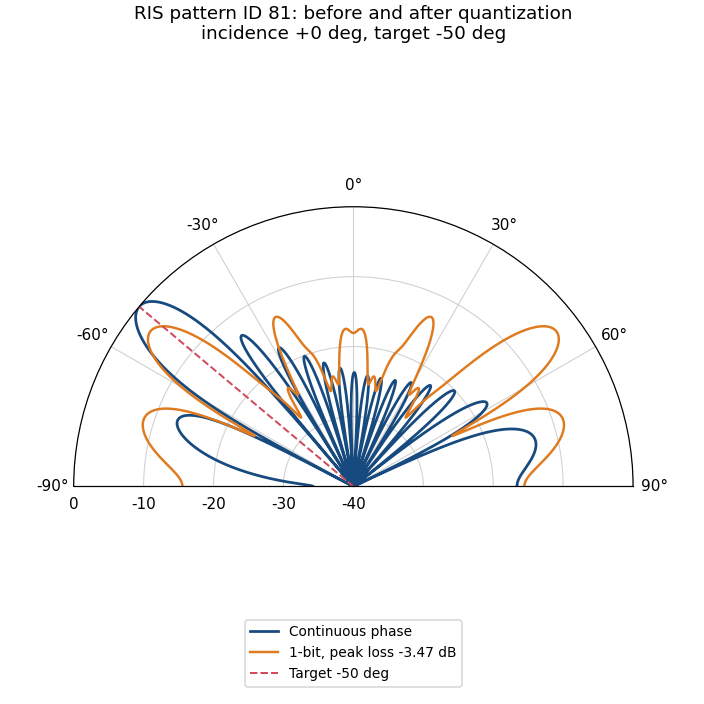 RIS pattern ID 81: before and after quantization
incidence +0 deg, target -50 deg
0°
-30°
30°
-60°
60°
-90°
90°
0
-10
-20
-30
-40
Continuous phase
1-bit, peak loss -3.47 dB
Target -50 deg